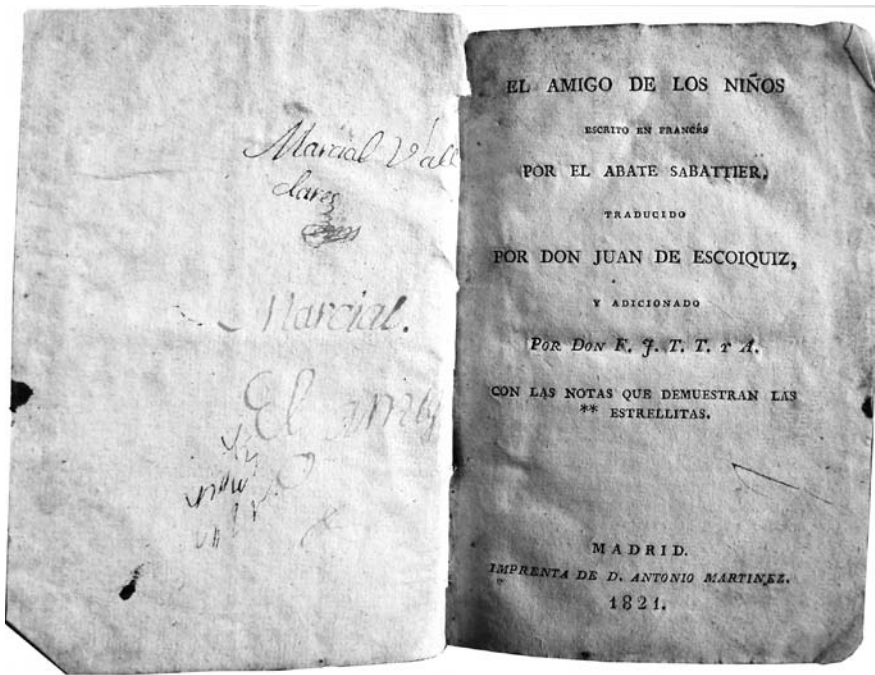 Marcial Vall
dares
Marcial.
El amig
EL AMIGO DE LOS NIÑOS
ESCRITO EN FRANCÉS
POR EL ABATE SABATTIER,
TRADUCIDO
POR DON JUAN DE ESCOIQUIZ,
Y ADICIONADO
POR DON F. J. T. T. Y A.
CON LAS NOTAS QUE DEMUESTRAN LAS
** ESTRELLITAS.
MADRID.
IMPRENTA DE D. ANTONIO MARTINEZ.
1821.